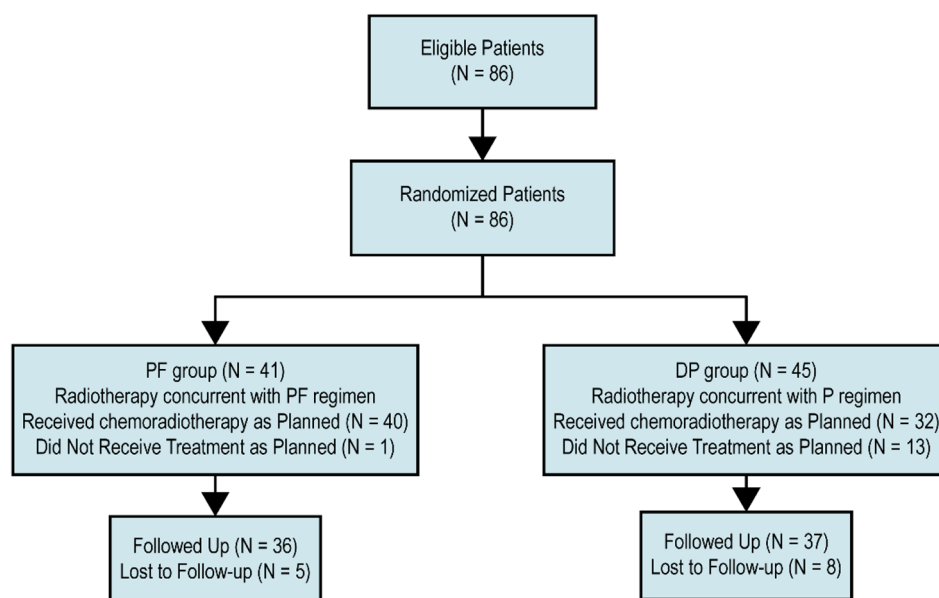 Eligible Patients
(N = 86)
Randomized Patients
(N = 86)
PF group (N = 41)
Radiotherapy concurrent with PF regimen
Received chemoradiotherapy as Planned (N = 40)
Did Not Receive Treatment as Planned (N = 1)
DP group (N = 45)
Radiotherapy concurrent with P regimen
Received chemoradiotherapy as Planned (N = 32)
Did Not Receive Treatment as Planned (N = 13)
Followed Up (N = 36)
Lost to Follow-up (N = 5)
Followed Up (N = 37)
Lost to Follow-up (N = 8)